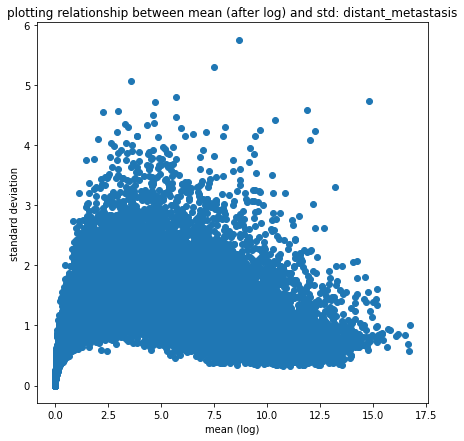 plotting relationship between mean (after log) and std: distant_metastasis
6
5
4
3
2
1
0
standard deviation
0.0 2.5 5.0 7.5 10.0 12.5 15.0 17.5
mean (log)